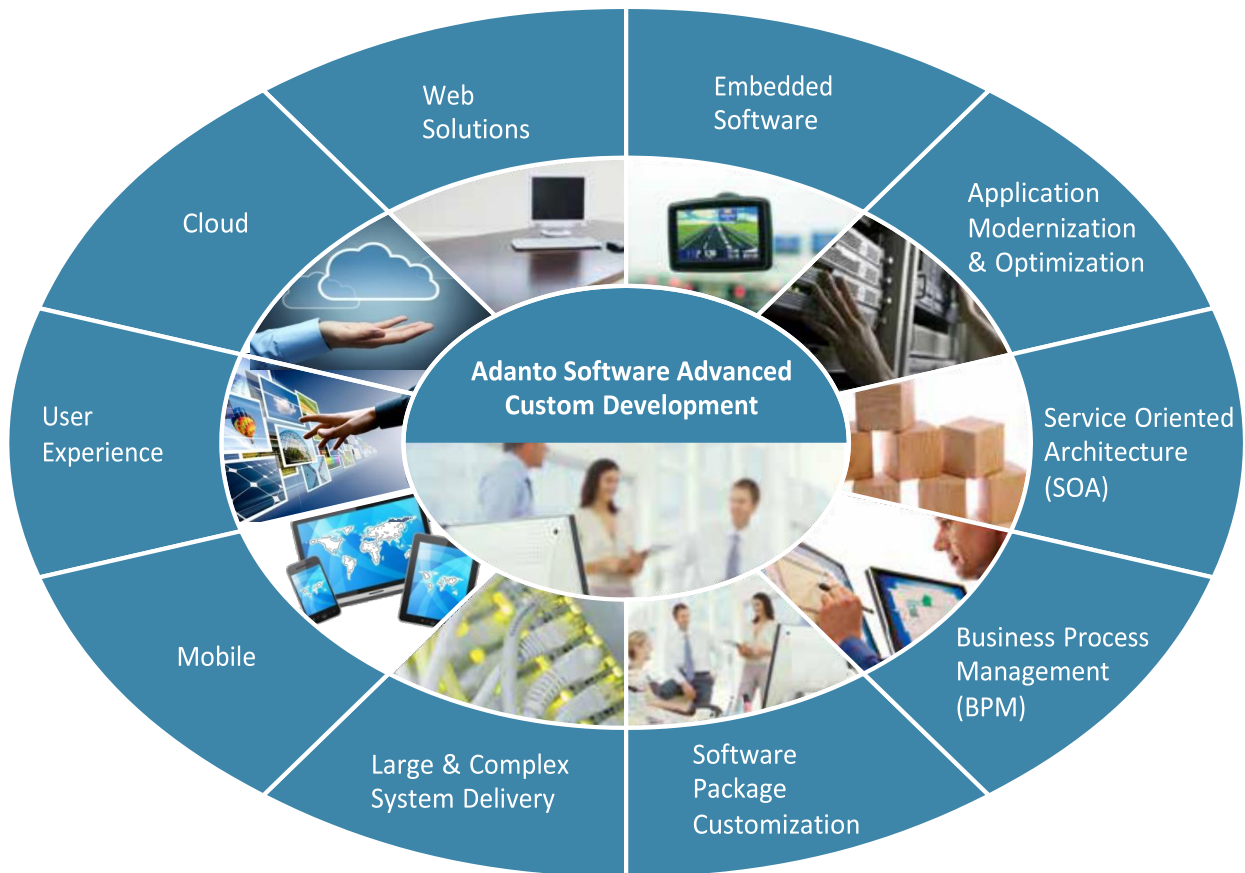 Web
Solutions
Embedded
Software
Application
Modernization
& Optimization
Service Oriented
Architecture
(SOA)
Business Process
Management
(BPM)
Software
Package
Customization
Large & Complex
System Delivery
Mobile
User
Experience
Cloud
Adanto Software Advanced
Custom Development